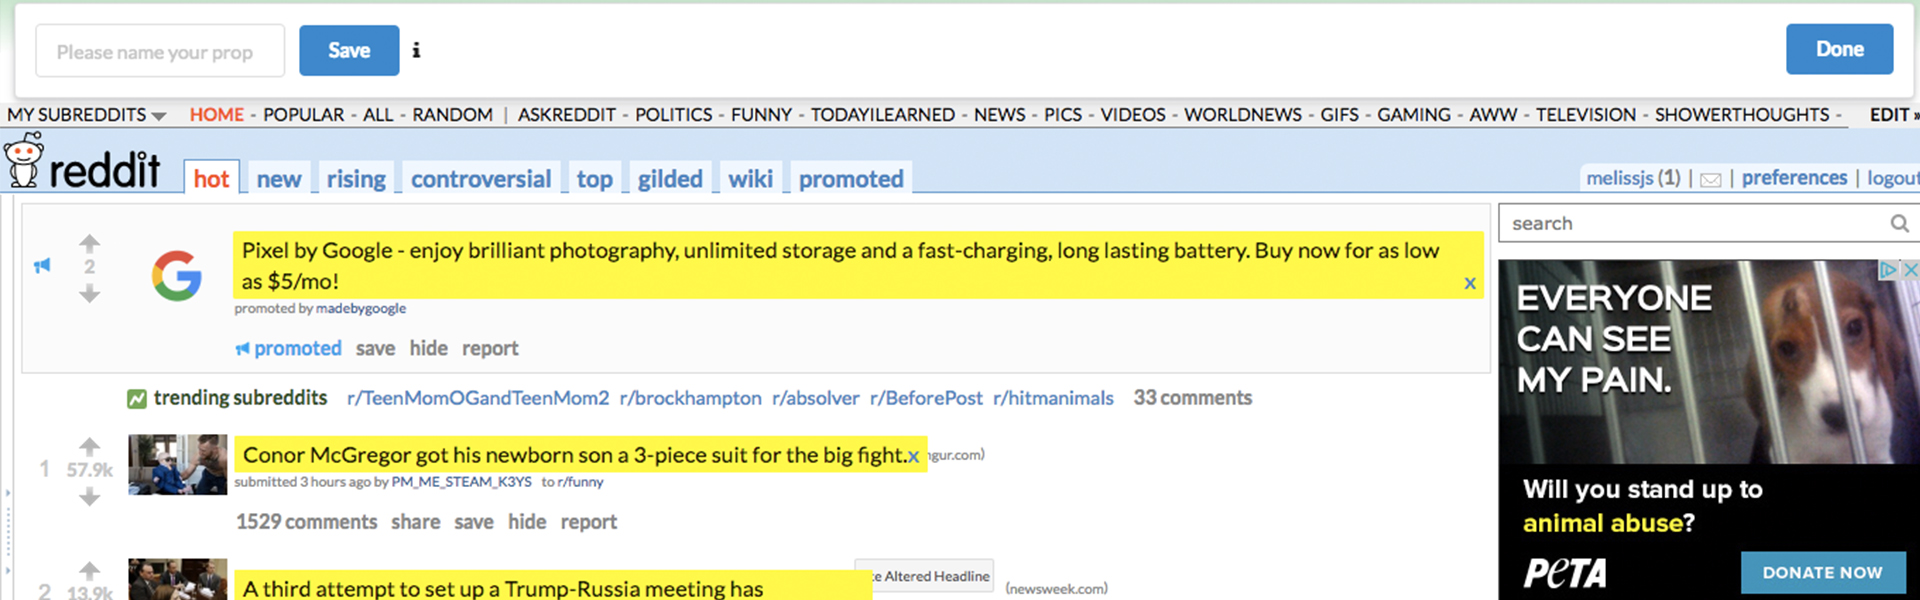 Please name your prop Save i Done
MY SUBREDDITS HOME - POPULAR - ALL - RANDOM | ASKREDDIT - POLITICS - FUNNY - TODAYILEARNED - NEWS - PICS - VIDEOS - WORLDNEWS - GIFS - GAMING - AWW - TELEVISION - SHOWERTHOUGHTS - EDIT »
reddit hot new rising controversial top gilded wiki promoted melissjs (1) | | preferences | logout
search
2
Pixel by Google - enjoy brilliant photography, unlimited storage and a fast-charging, long lasting battery. Buy now for as low
as $5/mo! x
promoted by madebygoogle
promoted save hide report
trending subreddits r/TeenMomOGandTeenMom2 r/brockhampton r/absolver r/BeforePost r/hitmanimals 33 comments
1 57.9k
Conor McGregor got his newborn son a 3-piece suit for the big fight. x ngur.com)
submitted 3 hours ago by PM_ME_STEAM_K3YS to r/funny
1529 comments share save hide report
2 13.9k
A third attempt to set up a Trump-Russia meeting has
Altered Headline (newsweek.com)
EVERYONE
CAN SEE
MY PAIN.
Will you stand up to
animal abuse?
PETA DONATE NOW